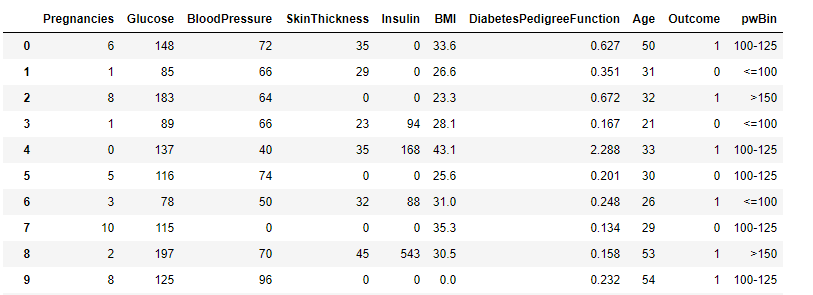 Pregnancies Glucose BloodPressure SkinThickness Insulin BMI DiabetesPedigreeFunction Age Outcome pwBin
0 6 148 72 35 0 33.6 0.627 50 1 100-125
1 1 85 66 29 0 26.6 0.351 31 0 <=100
2 8 183 64 0 0 23.3 0.672 32 1 >150
3 1 89 66 23 94 28.1 0.167 21 0 <=100
4 0 137 40 35 168 43.1 2.288 33 1 100-125
5 5 116 74 0 0 25.6 0.201 30 0 100-125
6 3 78 50 32 88 31.0 0.248 26 1 <=100
7 10 115 0 0 0 35.3 0.134 29 0 100-125
8 2 197 70 45 543 30.5 0.158 53 1 >150
9 8 125 96 0 0 0.0 0.232 54 1 100-125